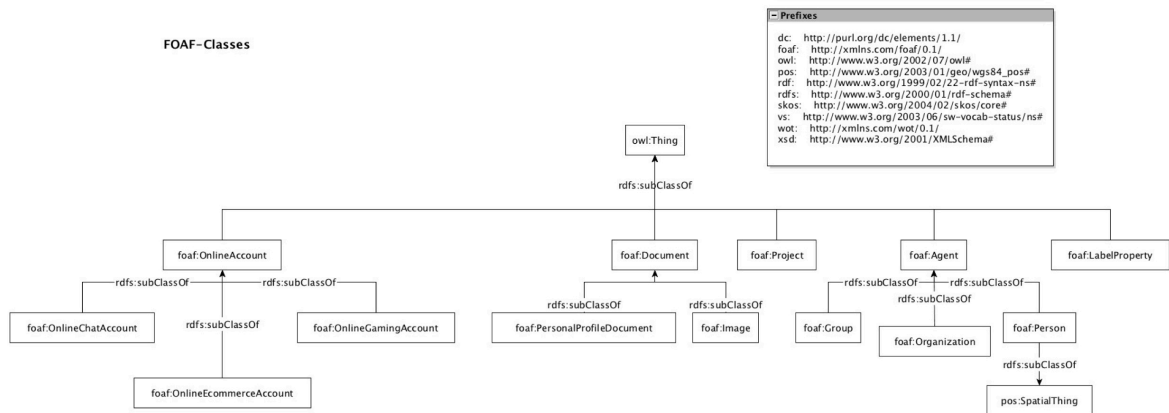 FOAF-Classes
Prefixes
dc: http://purl.org/dc/elements/1.1/
foaf: http://xmlns.com/foaf/0.1/
owl: http://www.w3.org/2002/07/owl#
pos: http://www.w3.org/2003/01/geo/wgs84_pos#
rdf: http://www.w3.org/1999/02/22-rdf-syntax-ns#
rdfs: http://www.w3.org/2000/01/rdf-schema#
skos: http://www.w3.org/2004/02/skos/core#
vs: http://www.w3.org/2003/06/sw-vocab-status/ns#
wot: http://xmlns.com/wot/0.1/
xsd: http://www.w3.org/2001/XMLSchema#
owl:Thing
rdfs:subClassOf
foaf:OnlineAccount
foaf:Document
foaf:Project
foaf:Agent
foaf:LabelProperty
rdfs:subClassOf
rdfs:subClassOf
rdfs:subClassOf
rdfs:subClassOf
rdfs:subClassOf
rdfs:subClassOf
rdfs:subClassOf
rdfs:subClassOf
foaf:OnlineChatAccount
foaf:OnlineGamingAccount
foaf:PersonalProfileDocument
foaf:Image
foaf:Group
foaf:Organization
foaf:Person
rdfs:subClassOf
foaf:OnlineEcommerceAccount
pos:SpatialThing